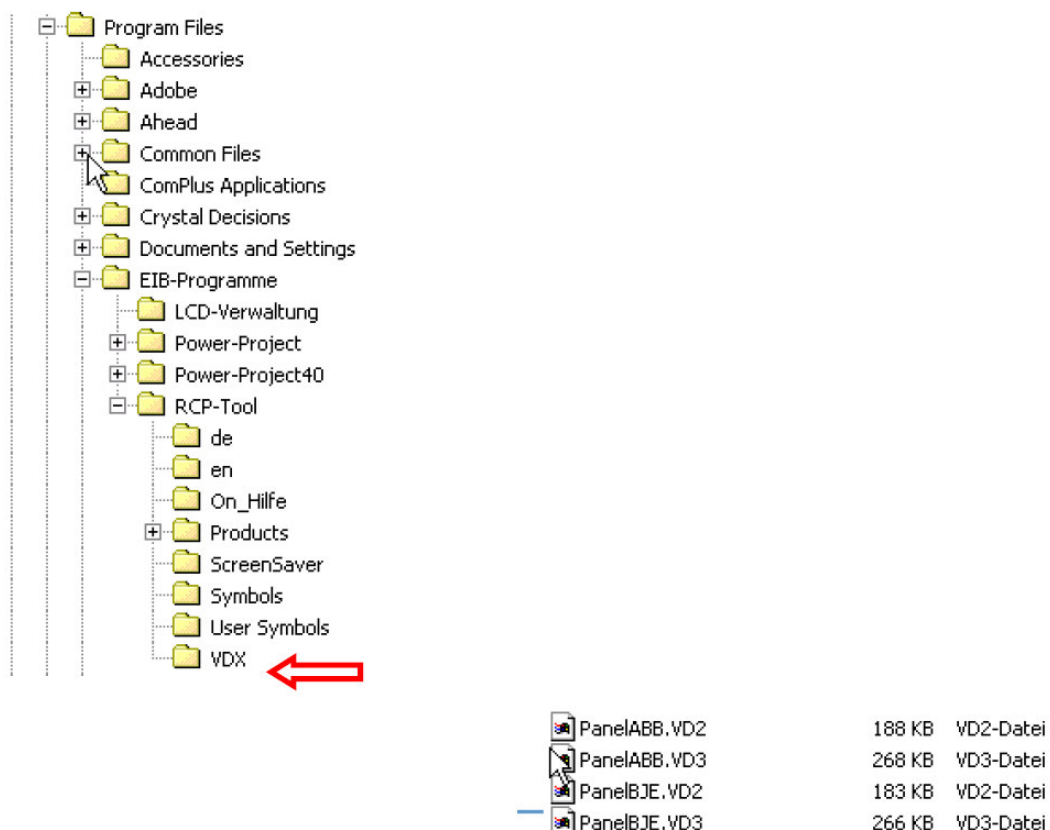 Program Files
Accessories
Adobe
Ahead
Common Files
ComPlus Applications
Crystal Decisions
Documents and Settings
EIB-Programme
LCD-Verwaltung
Power-Project
Power-Project40
RCP-Tool
de
en
On_Hilfe
Products
ScreenSaver
Symbols
User Symbols
VDX
PanelABB.VD2 188 KB VD2-Datei
PanelABB.VD3 268 KB VD3-Datei
PanelBJE.VD2 183 KB VD2-Datei
PanelBJE.VD3 266 KB VD3-Datei